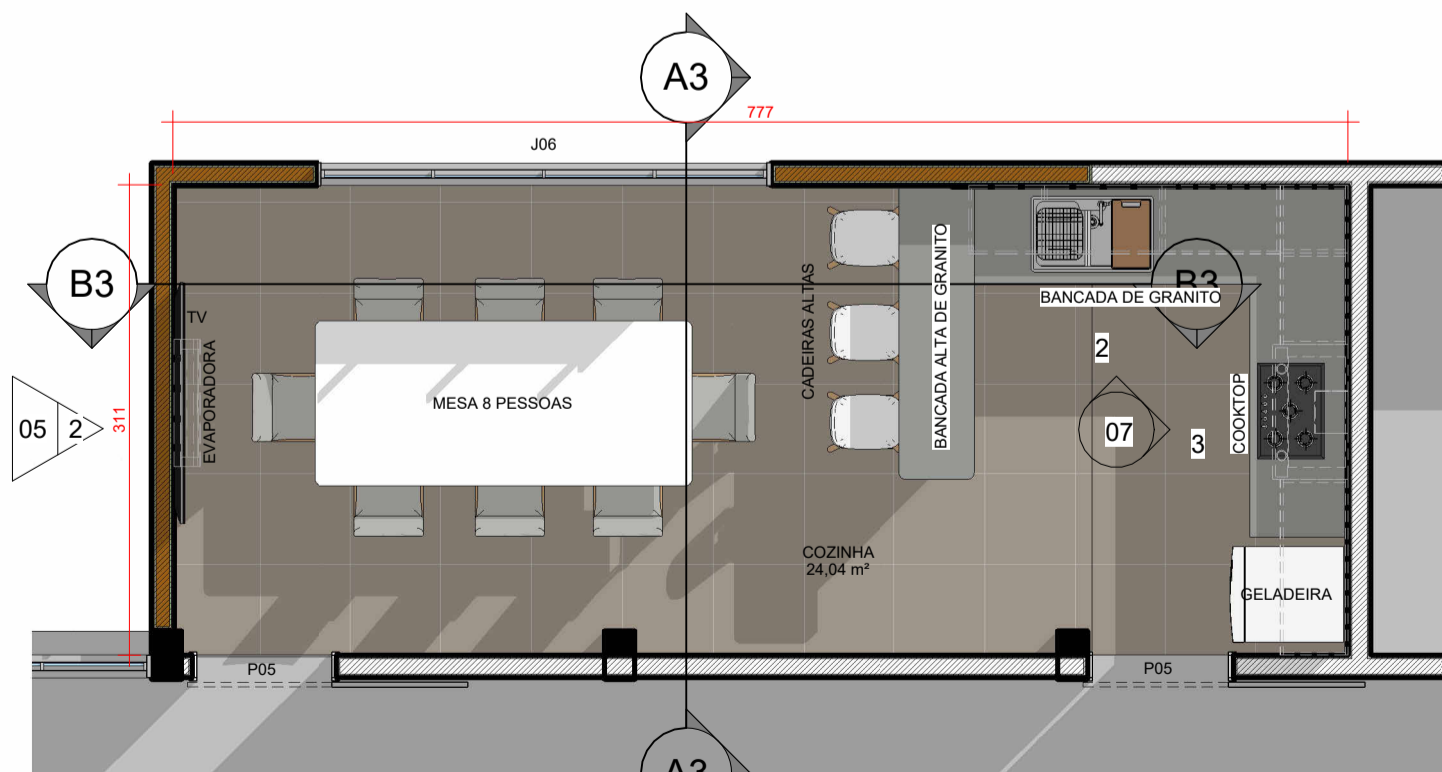 A3
777
J06
B3
B3
BANCADA DE GRANITO
TV
EVAPORADORA
CADEIRAS ALTAS
BANCADA ALTA DE GRANITO
2
MESA 8 PESSOAS
COOKTOP
05
2
311
07
3
COZINHA
24,04 m²
GELADEIRA
P05
P05
A3